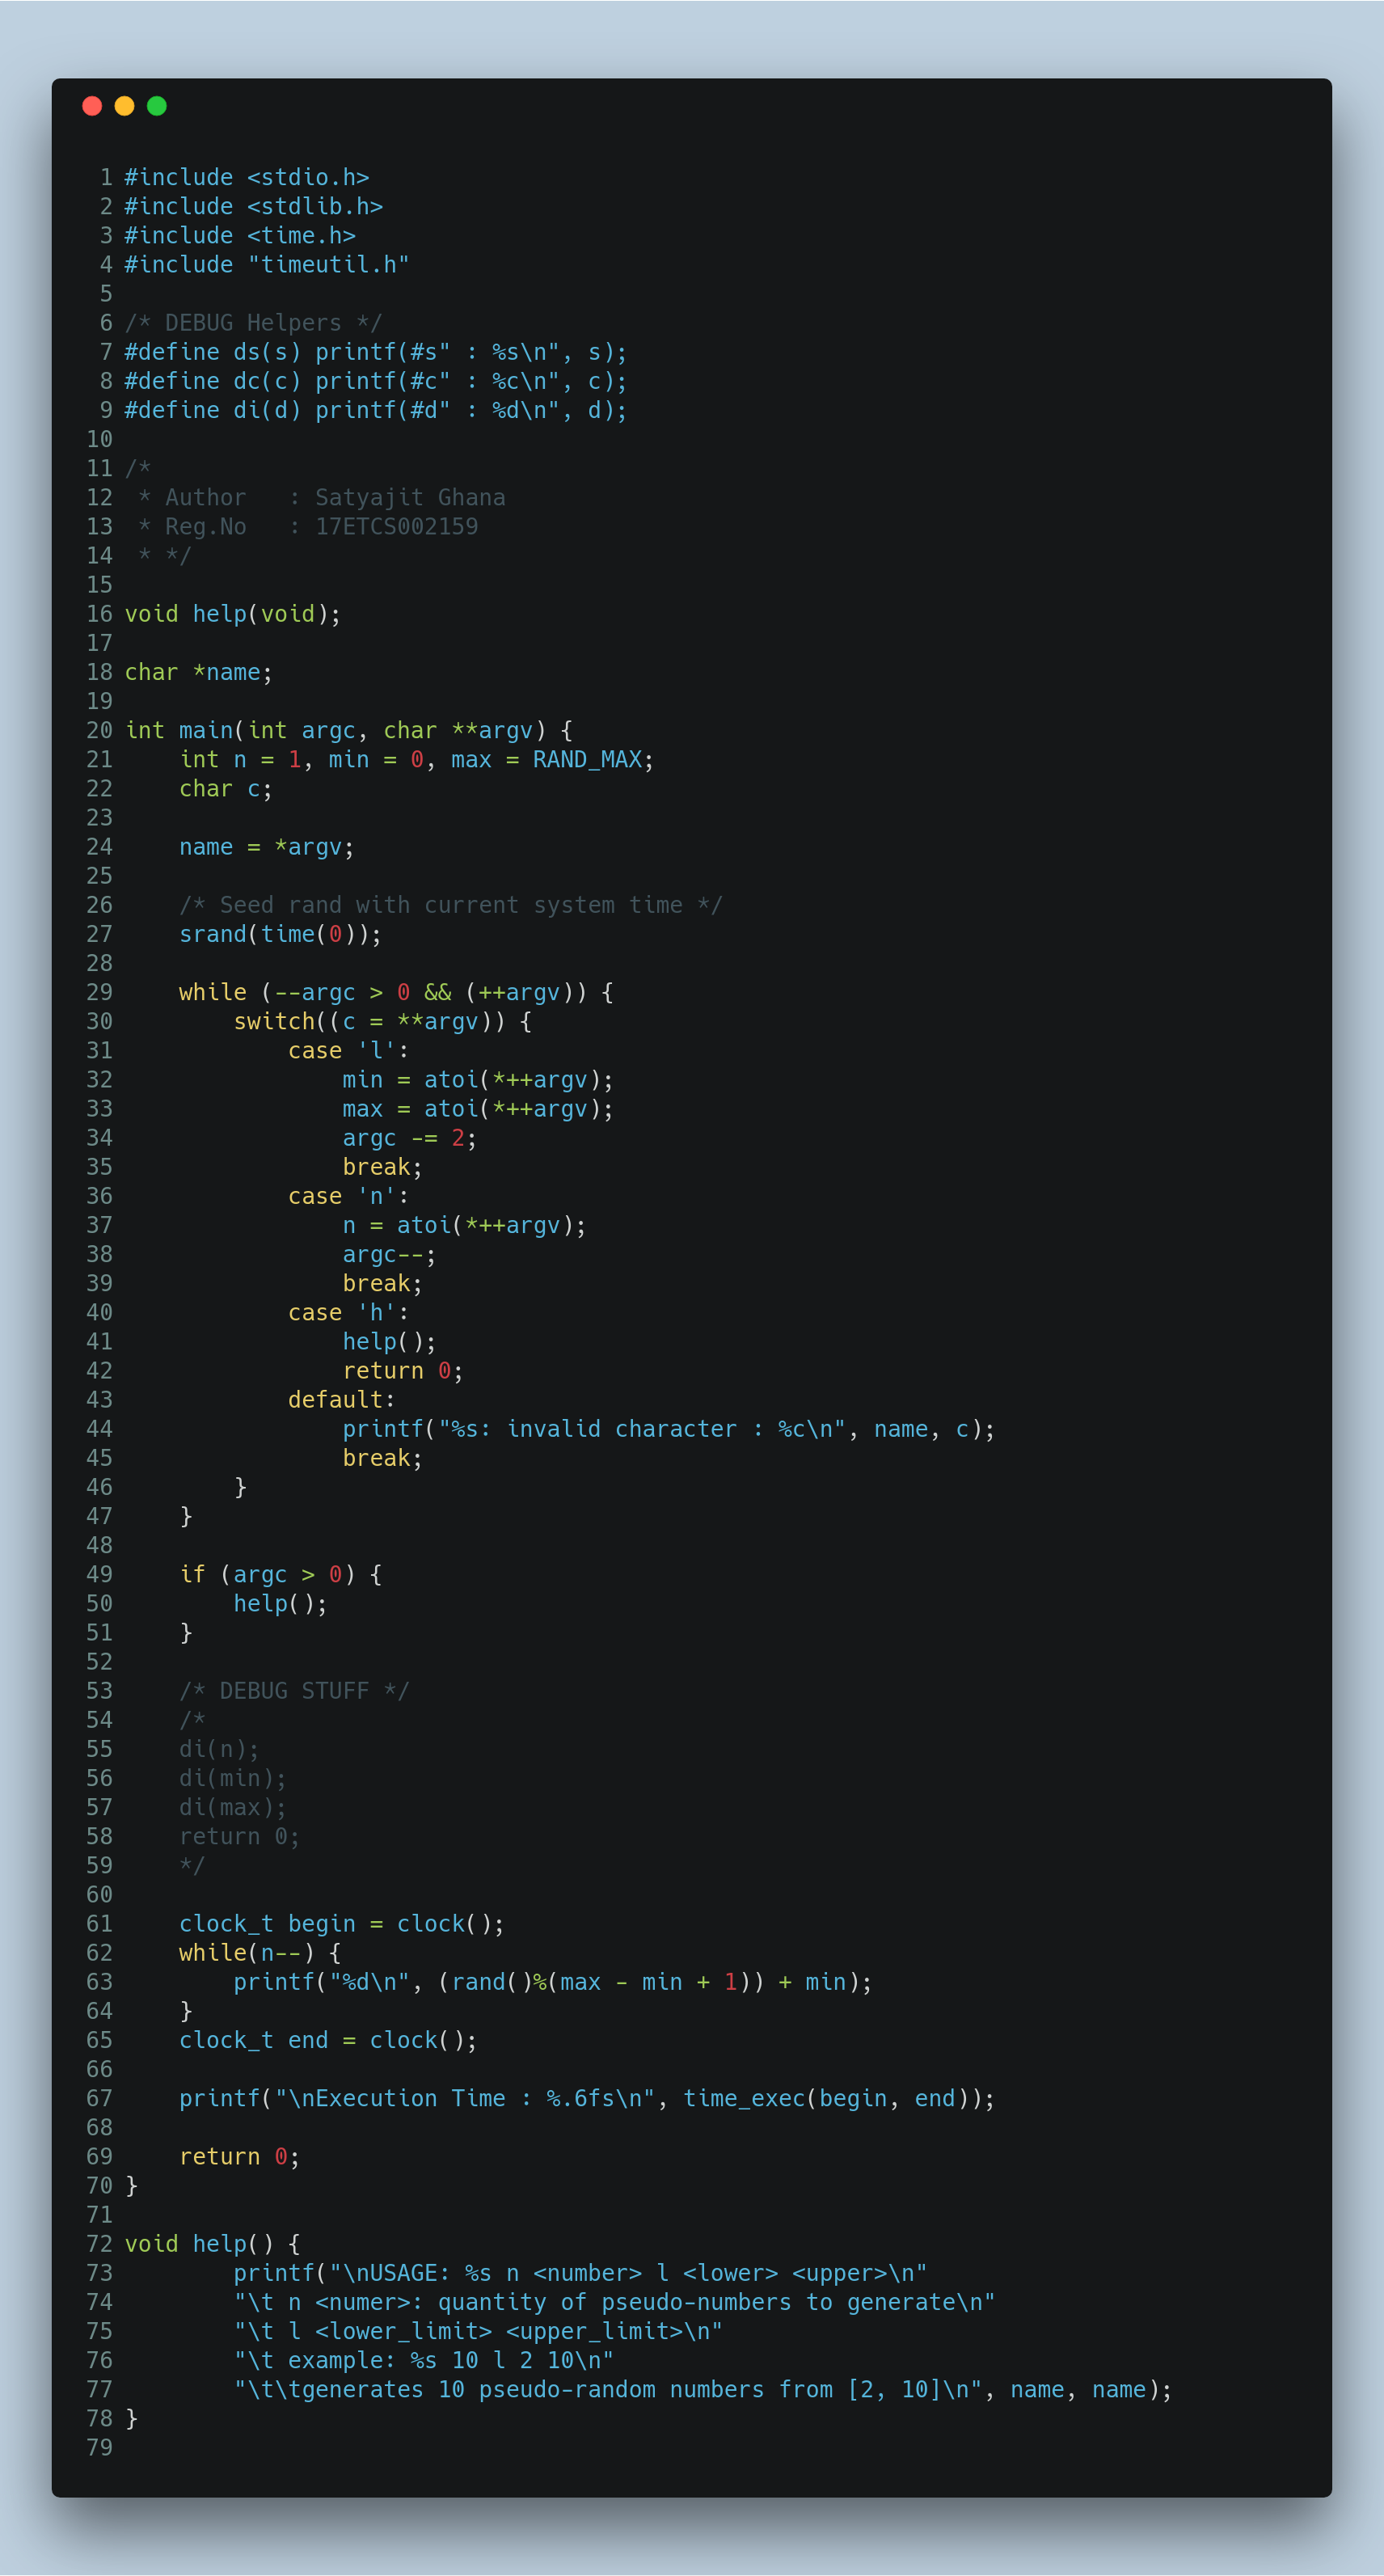 1 #include <stdio.h>
2 #include <stdlib.h>
3 #include <time.h>
4 #include "timeutil.h"
5
6 /* DEBUG Helpers */
7 #define ds(s) printf(#s" : %s\n", s);
8 #define dc(c) printf(#c" : %c\n", c);
9 #define di(d) printf(#d" : %d\n", d);
10
11 /*
12  * Author   : Satyajit Ghana
13  * Reg.No   : 17ETCS002159
14  * */
15
16 void help(void);
17
18 char *name;
19
20 int main(int argc, char **argv) {
21     int n = 1, min = 0, max = RAND_MAX;
22     char c;
23
24     name = *argv;
25
26     /* Seed rand with current system time */
27     srand(time(0));
28
29     while (--argc > 0 && (++argv)) {
30         switch((c = **argv)) {
31             case 'l':
32                 min = atoi(*++argv);
33                 max = atoi(*++argv);
34                 argc -= 2;
35                 break;
36             case 'n':
37                 n = atoi(*++argv);
38                 argc--;
39                 break;
40             case 'h':
41                 help();
42                 return 0;
43             default:
44                 printf("%s: invalid character : %c\n", name, c);
45                 break;
46         }
47     }
48
49     if (argc > 0) {
50         help();
51     }
52
53     /* DEBUG STUFF */
54     /*
55     di(n);
56     di(min);
57     di(max);
58     return 0;
59     */
60
61     clock_t begin = clock();
62     while(n--) {
63         printf("%d\n", (rand()%(max - min + 1)) + min);
64     }
65     clock_t end = clock();
66
67     printf("\nExecution Time : %.6fs\n", time_exec(begin, end));
68
69     return 0;
70 }
71
72 void help() {
73         printf("\nUSAGE: %s n <number> l <lower> <upper>\n"
74         "\t n <numer>: quantity of pseudo-numbers to generate\n"
75         "\t l <lower_limit> <upper_limit>\n"
76         "\t example: %s 10 l 2 10\n"
77         "\t\tgenerates 10 pseudo-random numbers from [2, 10]\n", name, name);
78 }
79